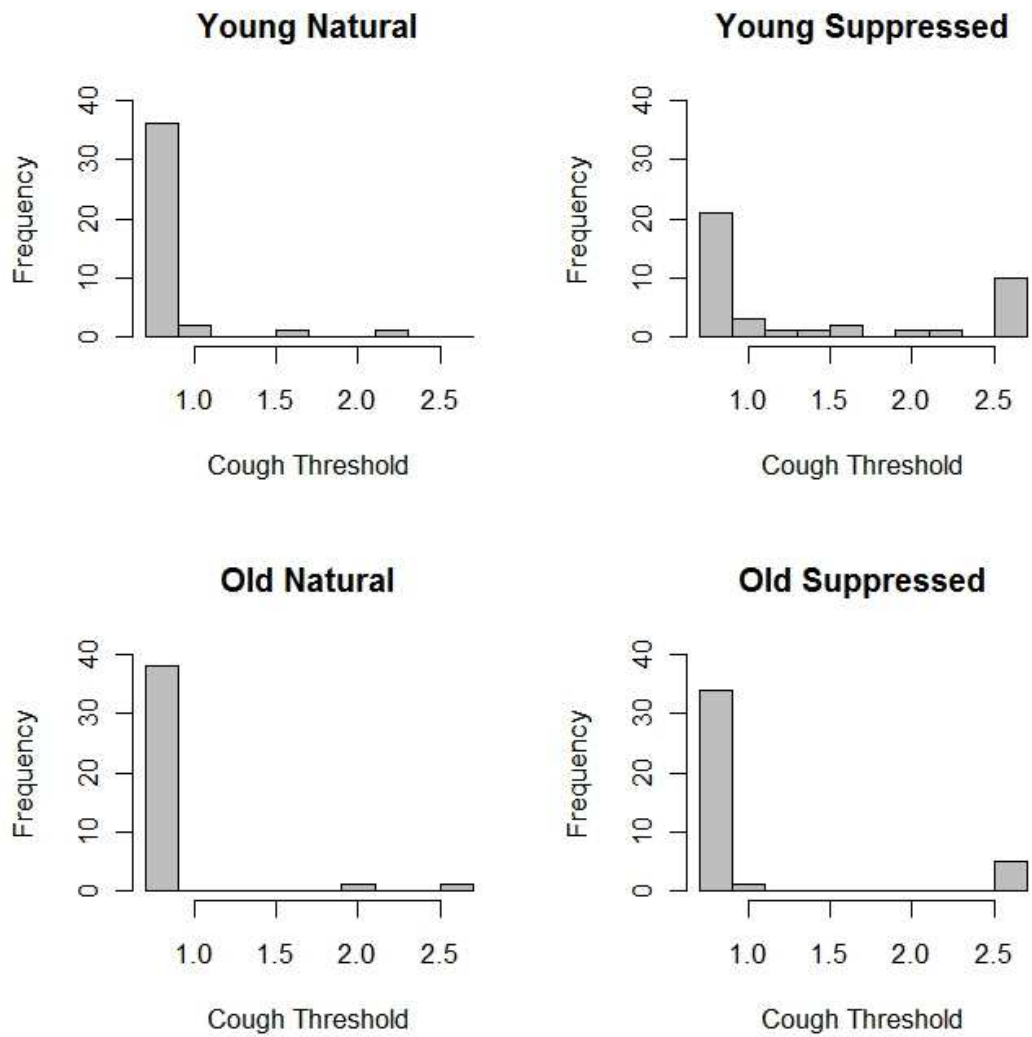 Young Natural
Frequency
0 10 20 30 40
1.0 1.5 2.0 2.5
Cough Threshold
Young Suppressed
Frequency
0 10 20 30 40
1.0 1.5 2.0 2.5
Cough Threshold
Old Natural
Frequency
0 10 20 30 40
1.0 1.5 2.0 2.5
Cough Threshold
Old Suppressed
Frequency
0 10 20 30 40
1.0 1.5 2.0 2.5
Cough Threshold